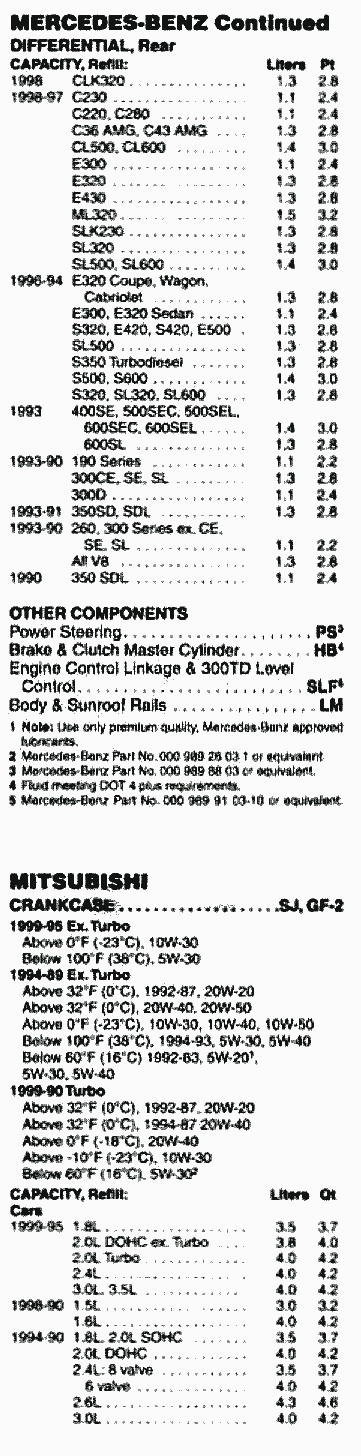 MERCEDES-BENZ Continued
DIFFERENTIAL, Rear
CAPACITY, Refill: Liters Pt
1998 CLK320 1.3 2.8
1998-97 C230 1.1 2.4
C220, C280 1.1 2.4
C36 AMG, C43 AMG 1.3 2.8
CL500, CL600 1.4 3.0
E300 1.1 2.4
E320 1.3 2.8
E430 1.3 2.8
ML320 1.5 3.2
SLK230 1.3 2.8
SL320 1.3 2.8
SL500, SL600 1.4 3.0
1996-94 E320 Coupe, Wagon,
Cabriolet 1.3 2.8
E300, E320 Sedan 1.1 2.4
S320, E420, S420, E500 1.3 2.8
SL500 1.3 2.8
S350 Turbodiesel 1.3 2.8
S500, S600 1.4 3.0
S320, SL320, SL600 1.3 2.8
1993 400SE, 500SEC, 500SEL,
600SEC, 600SEL 1.4 3.0
600SL 1.3 2.8
1993-90 190 Series 1.1 2.2
300CE, SE, SL 1.3 2.8
300D 1.1 2.4
1993-91 350SD, SDL 1.3 2.8
1993-90 260, 300 Series ex. CE,
SE, SL 1.1 2.2
All V8 1.3 2.8
1990 350 SDL 1.1 2.4
OTHER COMPONENTS
Power Steering PS³
Brake & Clutch Master Cylinder HB⁴
Engine Control Linkage & 300TD Level
Control SLF⁵
Body & Sunroof Rails LM
1 Note: Use only premium quality, Mercedes-Benz approved
lubricants.
2 Mercedes-Benz Part No. 000 989 26 03 1 or equivalent
3 Mercedes-Benz Part No. 000 989 88 03 or equivalent.
4 Fluid meeting DOT 4 plus requirements.
5 Mercedes-Benz Part No. 000 989 91 03-10 or equivalent.
MITSUBISHI
CRANKCASE SJ, GF-2
1999-95 Ex. Turbo
Above 0°F (-23°C), 10W-30
Below 100°F (38°C), 5W-30
1994-89 Ex. Turbo
Above 32°F (0°C), 1992-87, 20W-20
Above 32°F (0°C), 20W-40, 20W-50
Above 0°F (-23°C), 10W-30, 10W-40, 10W-50
Below 100°F (38°C), 1994-93, 5W-30, 5W-40
Below 60°F (16°C) 1992-83, 5W-20¹,
5W-30, 5W-40
1999-90 Turbo
Above 32°F (0°C), 1992-87, 20W-20
Above 32°F (0°C), 1994-87 20W-40
Above 0°F (-18°C), 20W-40
Above -10°F (-23°C), 10W-30
Below 60°F (16°C), 5W-30²
CAPACITY, Refill: Liters Qt
Cars
1999-95 1.8L 3.5 3.7
2.0L DOHC ex. Turbo 3.8 4.0
2.0L Turbo 4.0 4.2
2.4L 4.0 4.2
3.0L, 3.5L 4.0 4.2
1998-90 1.5L 3.0 3.2
1.6L 4.0 4.2
1994-90 1.8L, 2.0L SOHC 3.5 3.7
2.0L DOHC 4.0 4.2
2.4L: 8 valve 3.5 3.7
6 valve 4.0 4.2
2.6L 4.3 4.6
3.0L 4.0 4.2